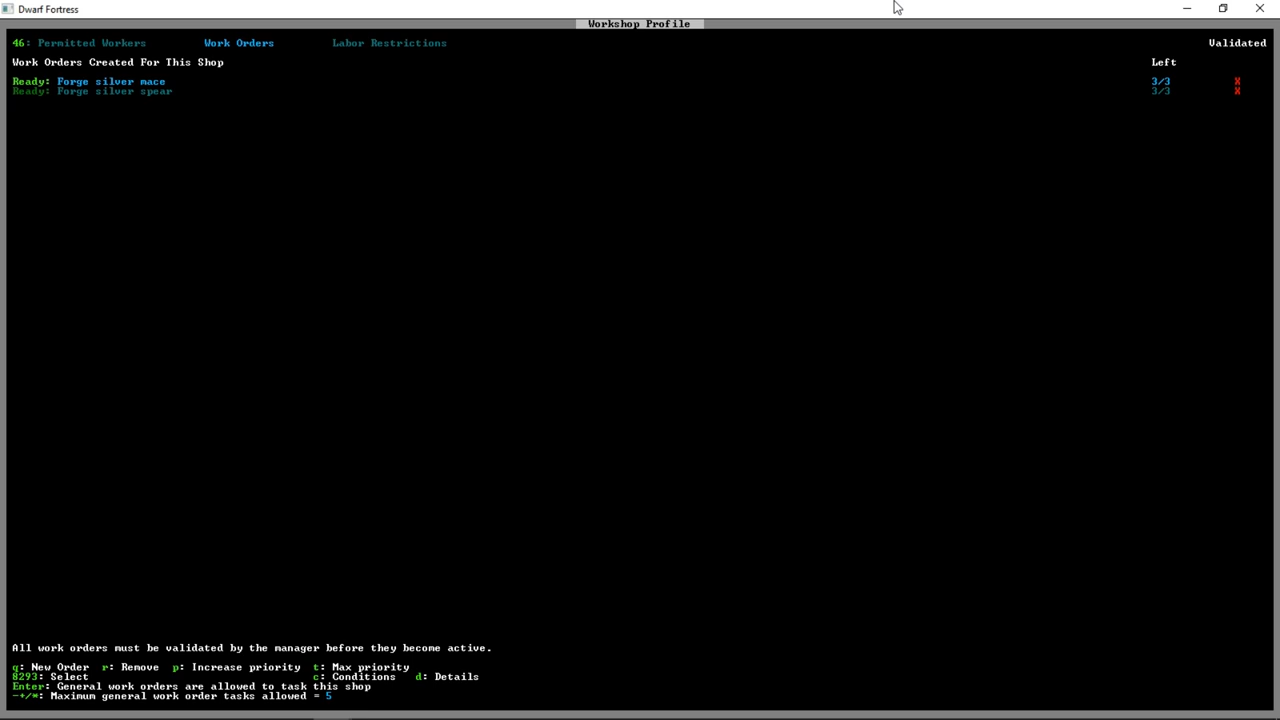 Dwarf Fortress
Workshop Profile
46: Permitted Workers Work Orders Labor Restrictions Validated
Work Orders Created For This Shop Left
Ready: Forge silver mace 3/3 X
Ready: Forge silver spear 3/3 X
All work orders must be validated by the manager before they become active.
q: New Order r: Remove p: Increase priority t: Max priority
8293: Select c: Conditions d: Details
Enter: General work orders are allowed to task this shop
-+/*: Maximum general work order tasks allowed = 5